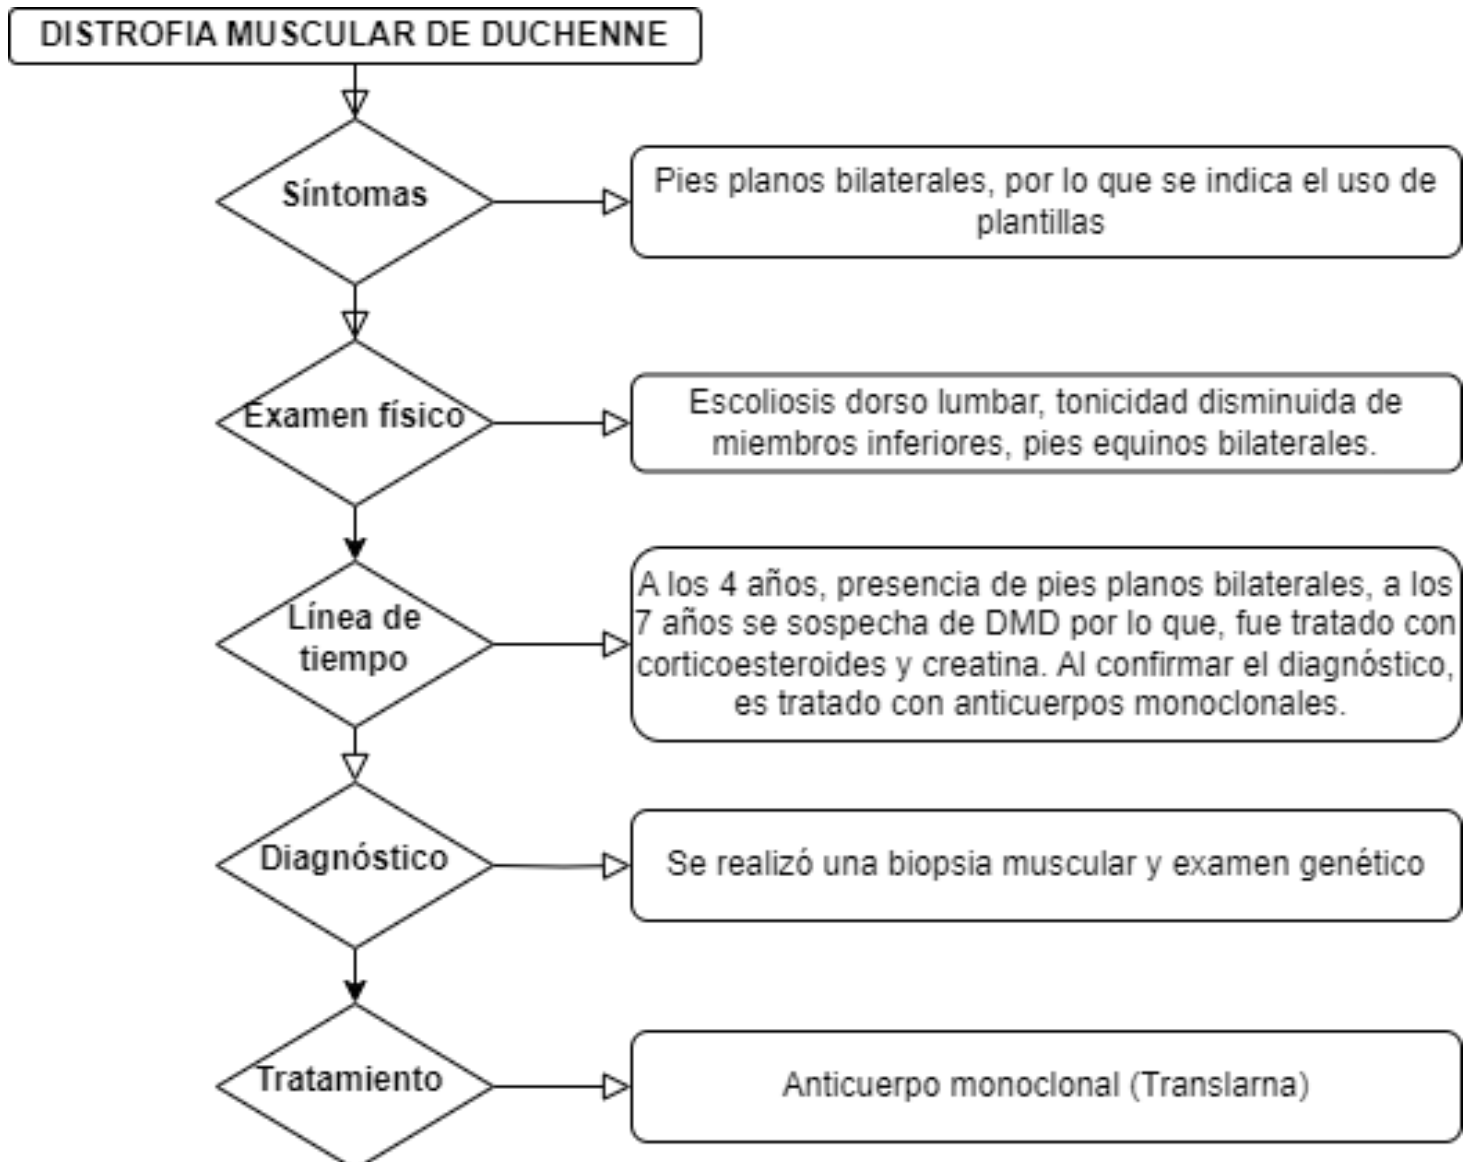 DISTROFIA MUSCULAR DE DUCHENNE
Síntomas
Pies planos bilaterales, por lo que se indica el uso de
plantillas
Examen físico
Escoliosis dorso lumbar, tonicidad disminuida de
miembros inferiores, pies equinos bilaterales.
Línea de
tiempo
A los 4 años, presencia de pies planos bilaterales, a los
7 años se sospecha de DMD por lo que, fue tratado con
corticoesteroides y creatina. Al confirmar el diagnóstico,
es tratado con anticuerpos monoclonales.
Diagnóstico
Se realizó una biopsia muscular y examen genético
Tratamiento
Anticuerpo monoclonal (Translarna)